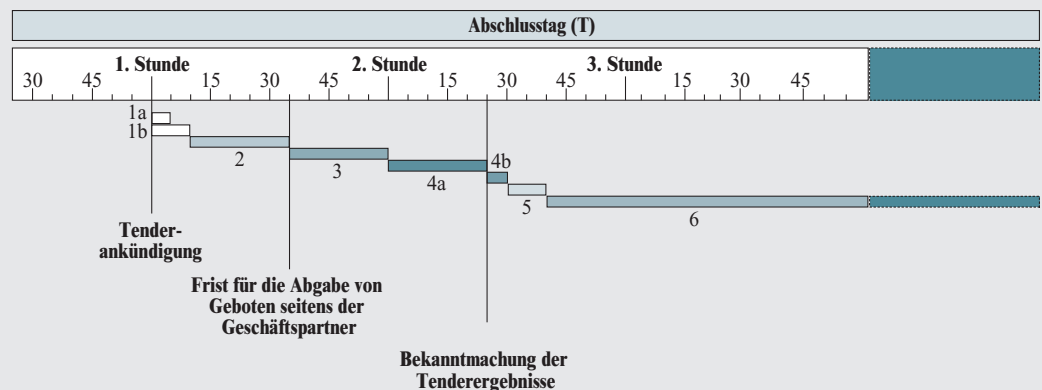 Abschlusstag (T)
1. Stunde 2. Stunde 3. Stunde
30 45 15 30 45 15 30 45 15 30 45
1a
1b
2
3
4a
4b
5
6
Tender-
ankündigung
Frist für die Abgabe von
Geboten seitens der
Geschäftspartner
Bekanntmachung der
Tenderergebnisse